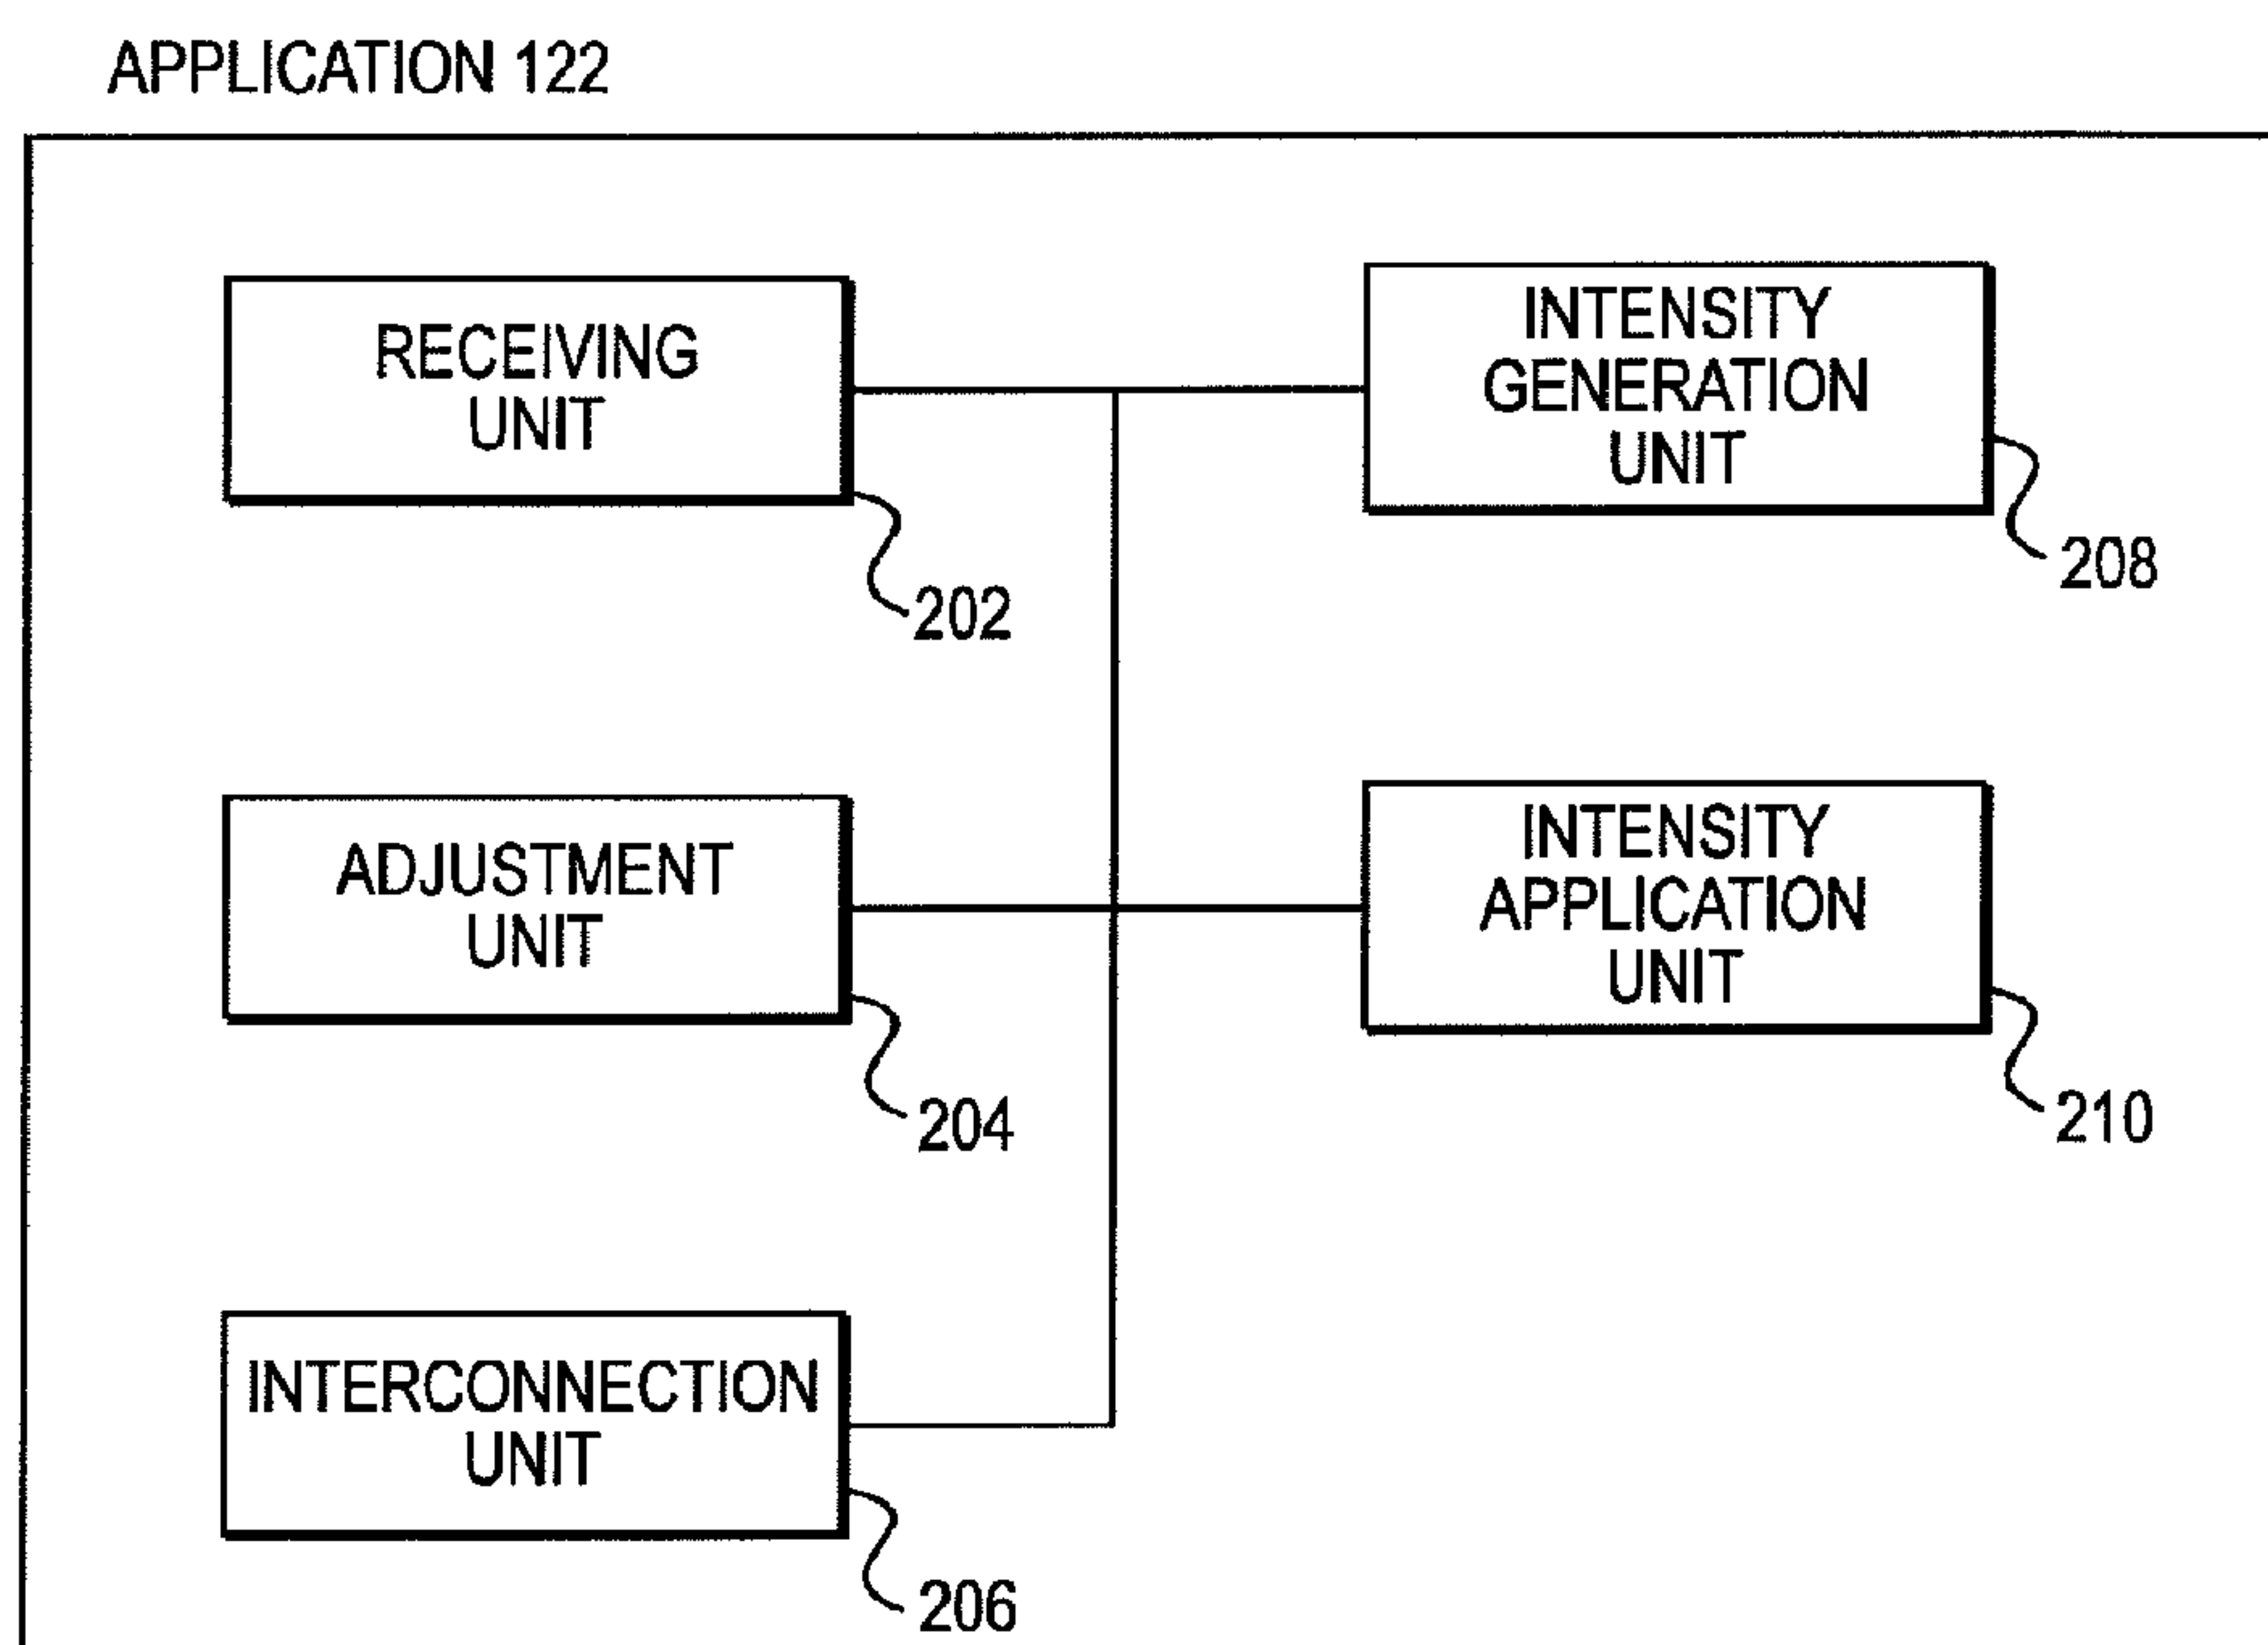 APPLICATION 122
RECEIVING
UNIT
202
INTENSITY
GENERATION
UNIT
208
ADJUSTMENT
UNIT
204
INTENSITY
APPLICATION
UNIT
210
INTERCONNECTION
UNIT
206